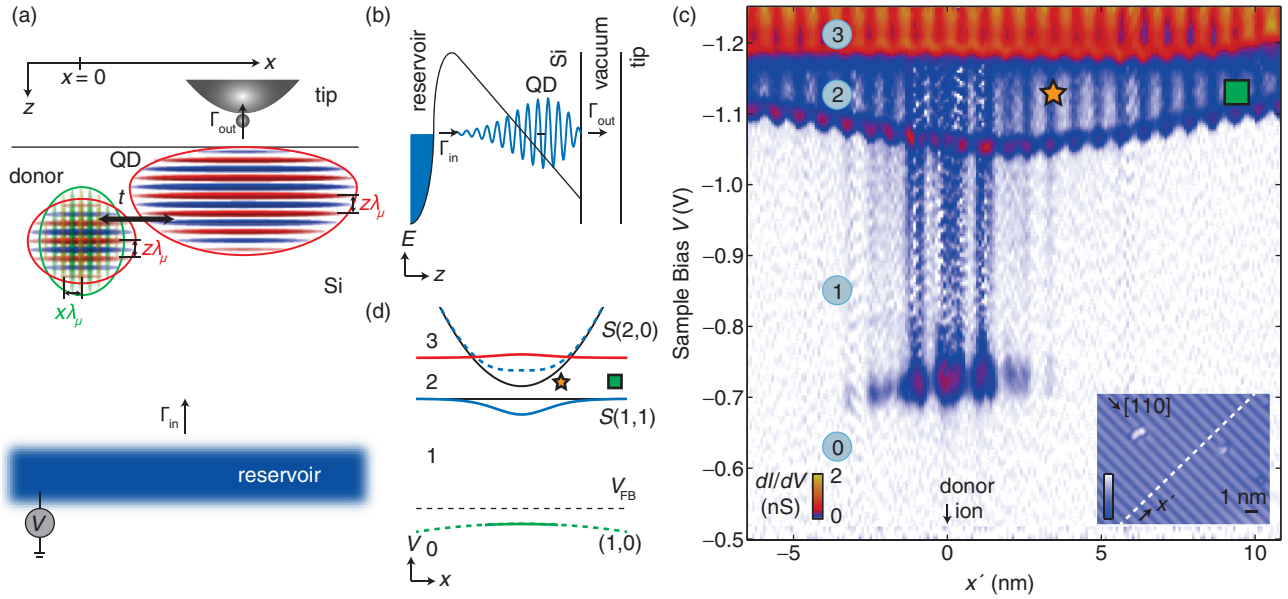 (a)
x = 0
x
z
tip
Γout
QD
donor
t
zλμ
zλμ
xλμ
Si
Γin
reservoir
V
(b)
reservoir
QD
Si
vacuum
tip
Γin
Γout
E
z
(d)
3
S(2,0)
2
S(1,1)
1
VFB
V
0
(1,0)
x
(c)
Sample Bias V (V)
−1.2
−1.1
−1.0
−0.9
−0.8
−0.7
−0.6
−0.5
3
2
1
0
dI/dV
(nS)
2
0
donor
ion
[110]
x′
1 nm
−5
0
5
10
x′ (nm)